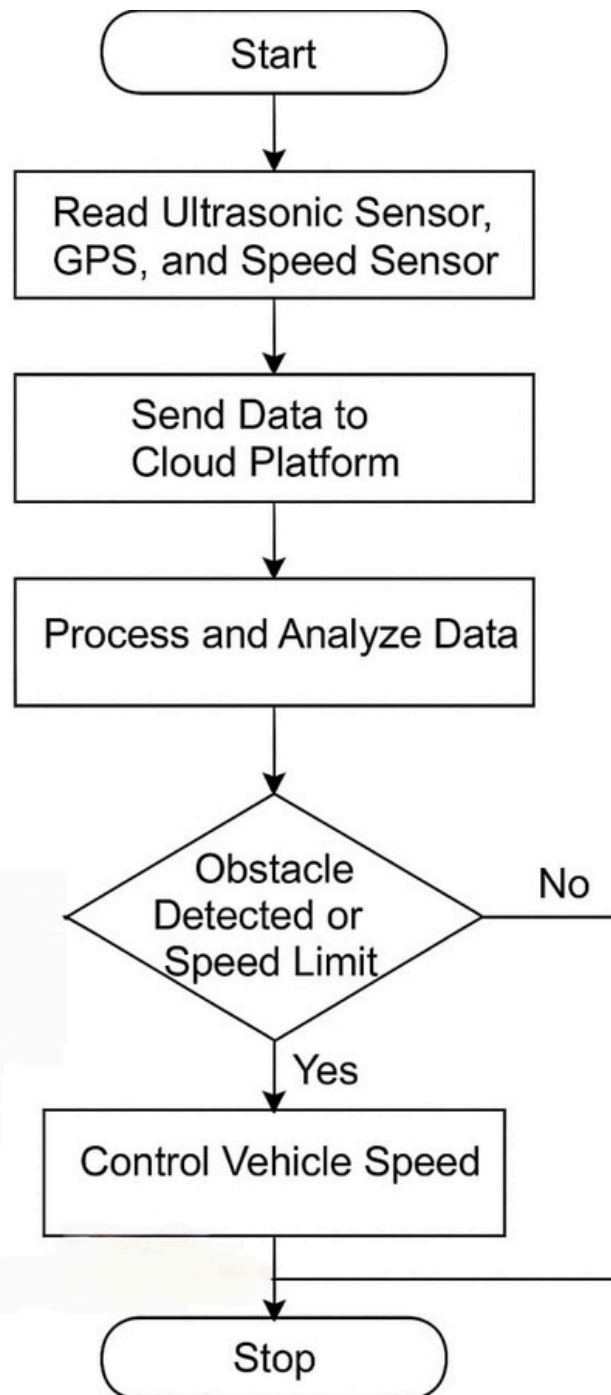 Start
Read Ultrasonic Sensor,
GPS, and Speed Sensor
Send Data to
Cloud Platform
Process and Analyze Data
Obstacle
Detected or
Speed Limit
No
Yes
Control Vehicle Speed
Stop